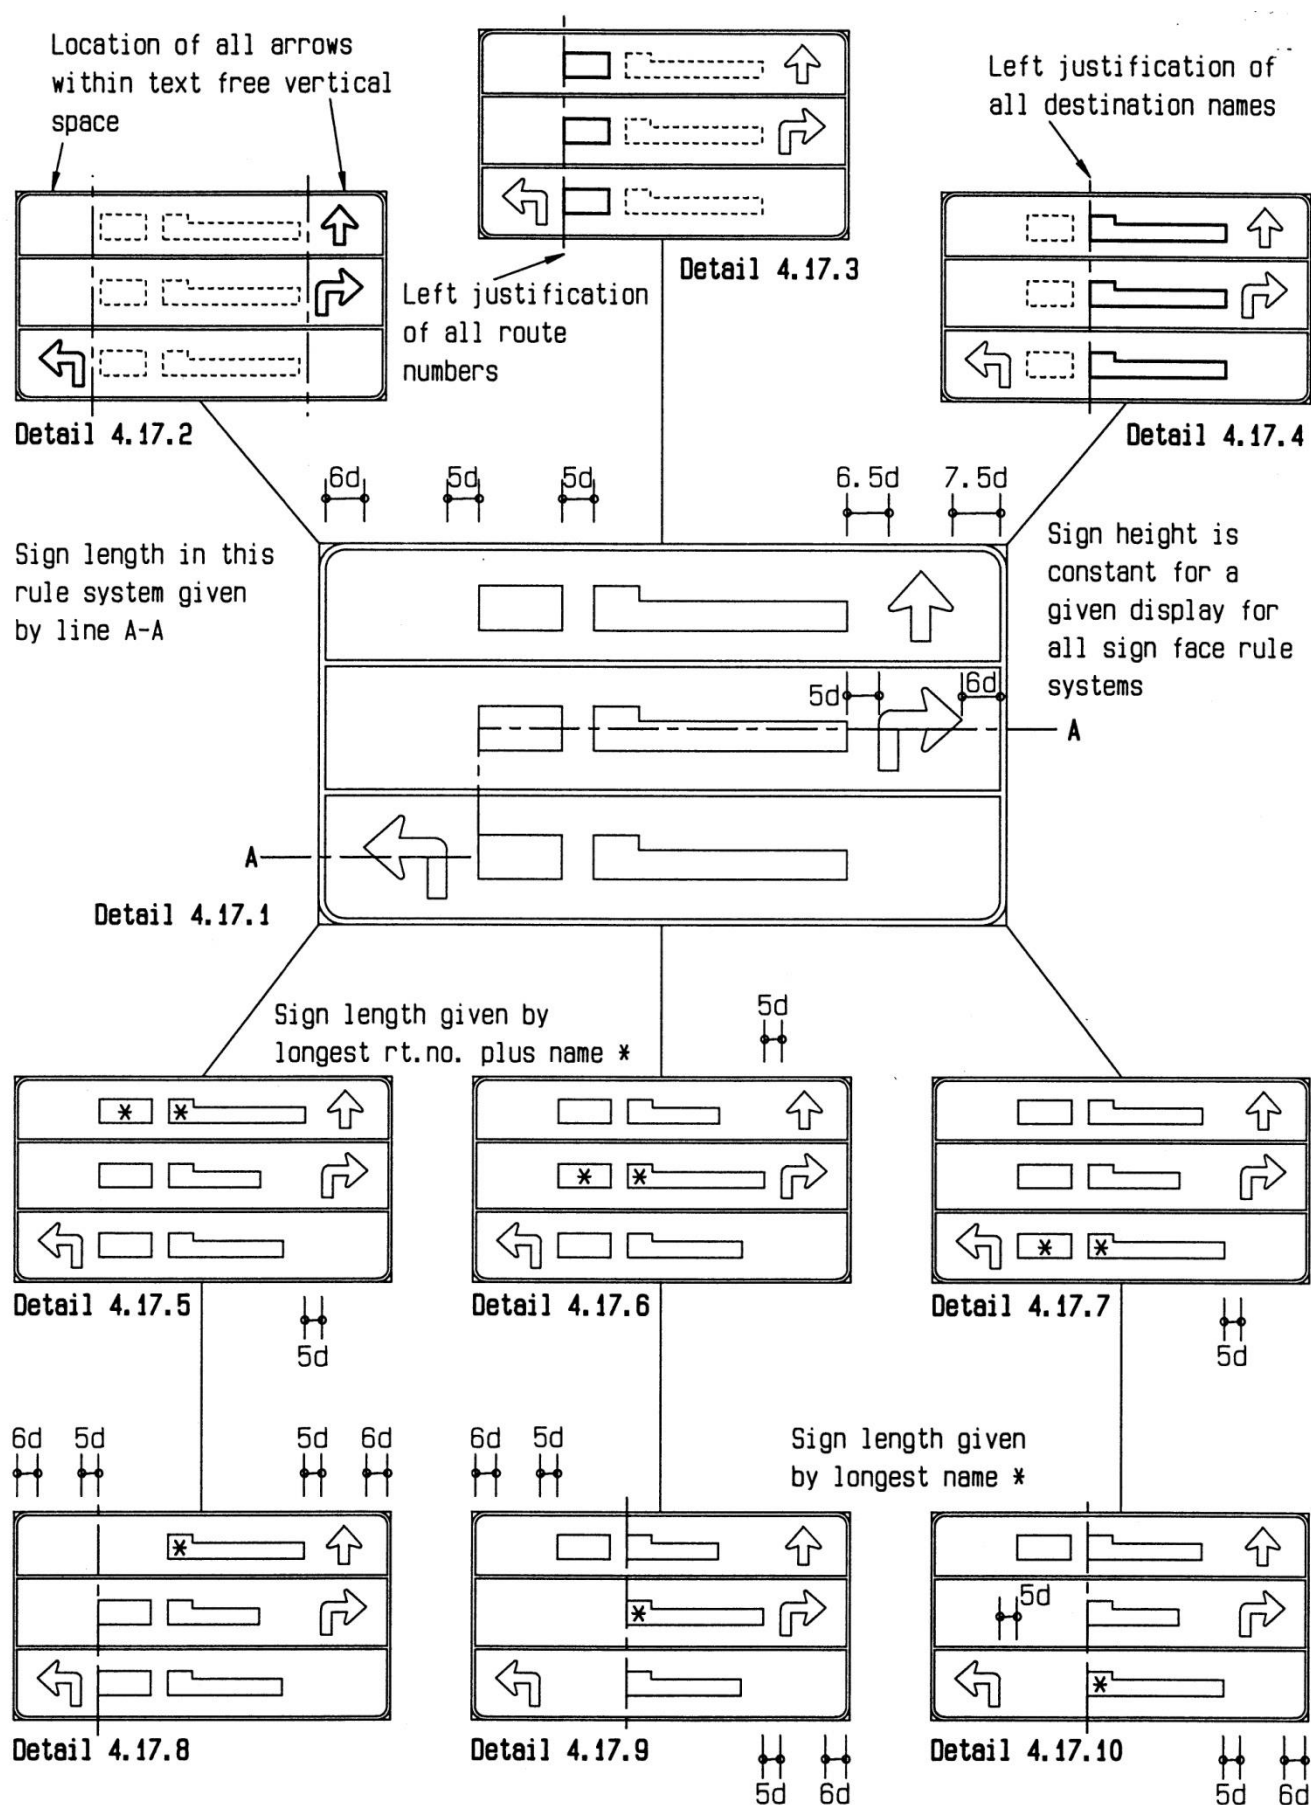 Location of all arrows
within text free vertical
space
Left justification of
all destination names
Detail 4.17.3
Left justification
of all route
numbers
Detail 4.17.2
Detail 4.17.4
6d 5d 5d 6.5d 7.5d
Sign length in this
rule system given
by line A-A
Sign height is
constant for a
given display for
all sign face rule
systems
5d 6d
A
A
Detail 4.17.1
Sign length given by
longest rt.no. plus name *
5d
* *
* *
* *
Detail 4.17.5
Detail 4.17.6
Detail 4.17.7
5d
5d
6d 5d 5d 6d
6d 5d
Sign length given
by longest name *
*
*
5d
*
Detail 4.17.8
Detail 4.17.9
Detail 4.17.10
5d 6d
5d 6d